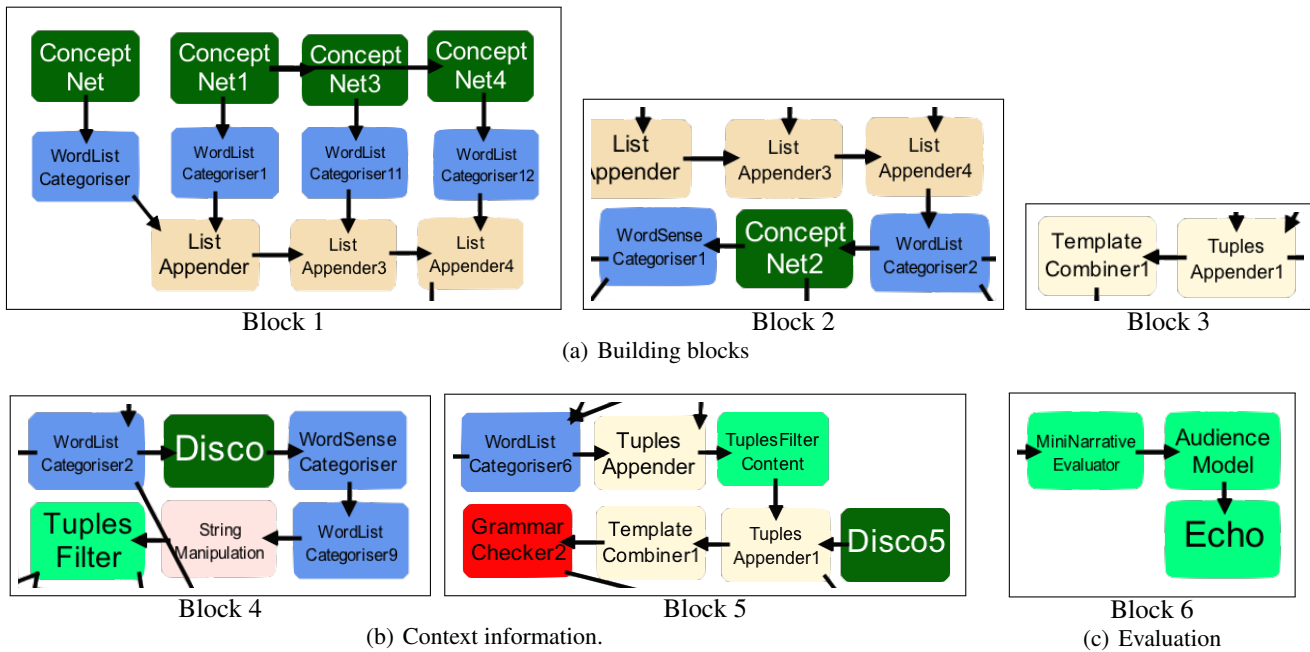 Concept
Net
Concept
Net1
Concept
Net3
Concept
Net4
WordList
Categoriser
WordList
Categoriser1
WordList
Categoriser11
WordList
Categoriser12
List
Appender
List
Appender3
List
Appender4
Block 1
List
Appender
List
Appender3
List
Appender4
WordSense
Categoriser1
Concept
Net2
WordList
Categoriser2
Block 2
Template
Combiner1
Tuples
Appender1
Block 3
(a) Building blocks
WordList
Categoriser2
Disco
WordSense
Categoriser
Tuples
Filter
String
Manipulation
WordList
Categoriser9
Block 4
WordList
Categoriser6
Tuples
Appender
TuplesFilter
Content
Grammar
Checker2
Template
Combiner1
Tuples
Appender1
Disco5
Block 5
(b) Context information.
MiniNarrative
Evaluator
Audience
Model
Echo
Block 6
(c) Evaluation